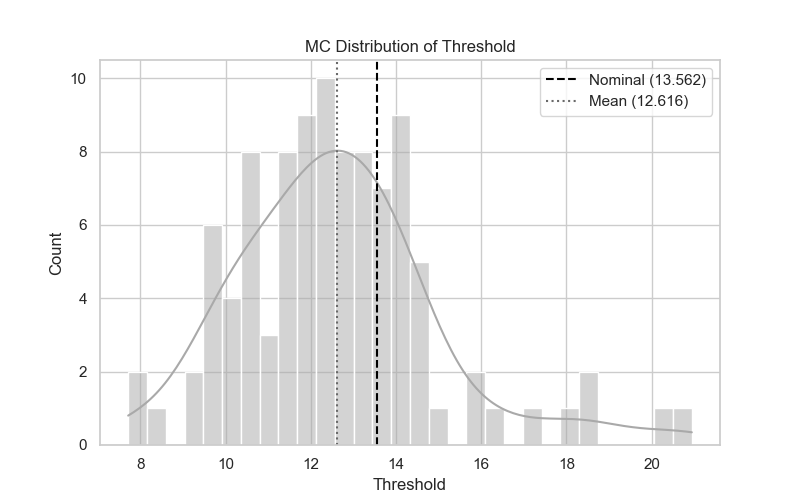 MC Distribution of Threshold
Nominal (13.562)
Mean (12.616)
10
8
6
4
2
0
Count
8 10 12 14 16 18 20
Threshold